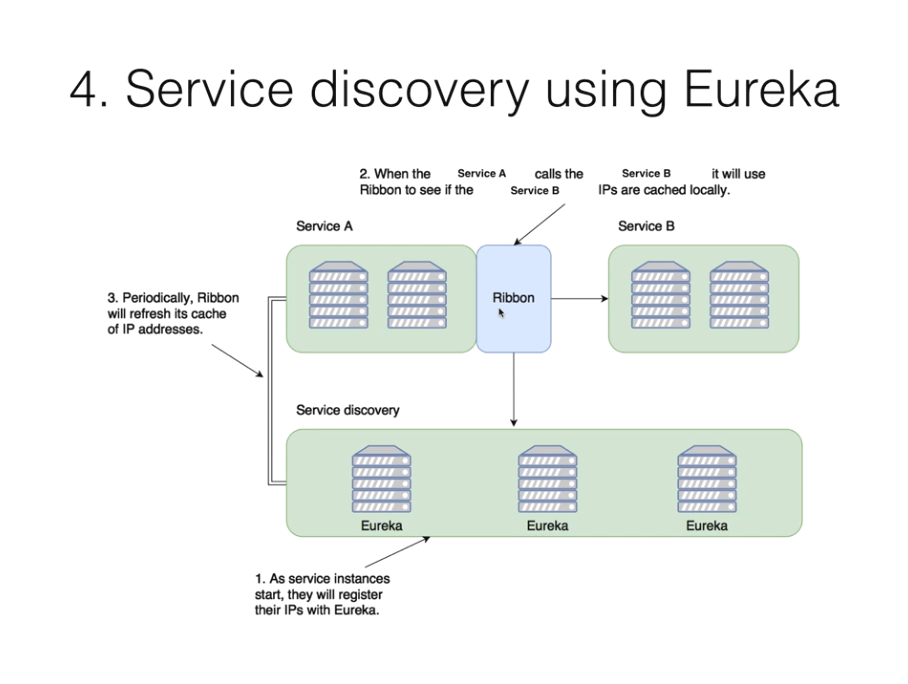 4. Service discovery using Eureka
2. When the Service A calls the Service B it will use
Ribbon to see if the Service B IPs are cached locally.
Service A
Service B
Ribbon
3. Periodically, Ribbon
will refresh its cache
of IP addresses.
Service discovery
Eureka
Eureka
Eureka
1. As service instances
start, they will register
their IPs with Eureka.